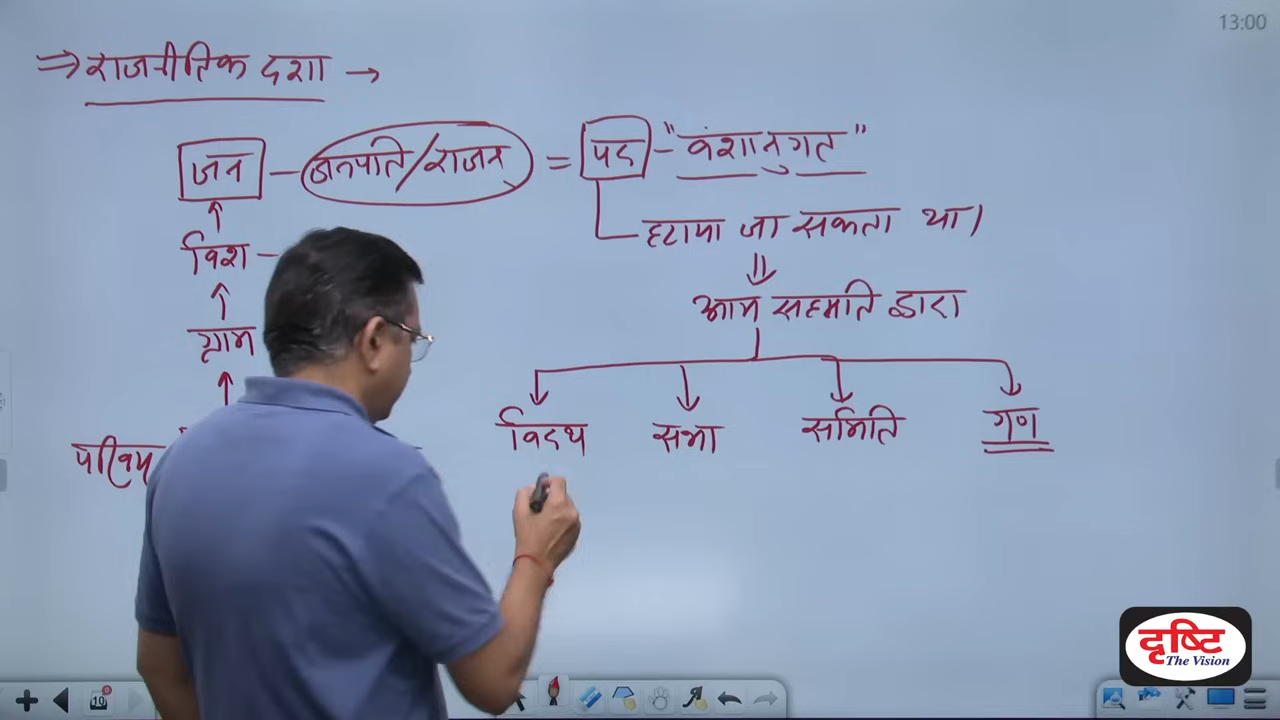 13:00
⇒ राजनीतिक दशा →
जन - जनपति/राजन = पद - "वंशानुगत"
विश -
हटाया जा सकता था।
आम सहमति द्वारा
ग्राम
विदथ सभा समिति गण
10
दृष्टि
The Vision